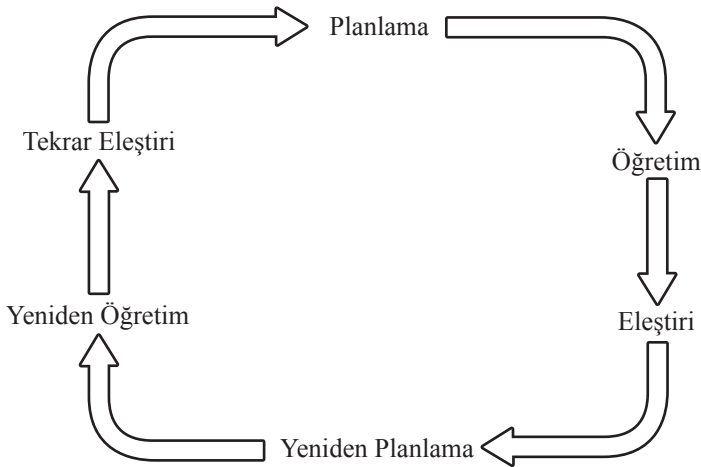 Planlama
Öğretim
Eleştiri
Yeniden Planlama
Yeniden Öğretim
Tekrar Eleştiri